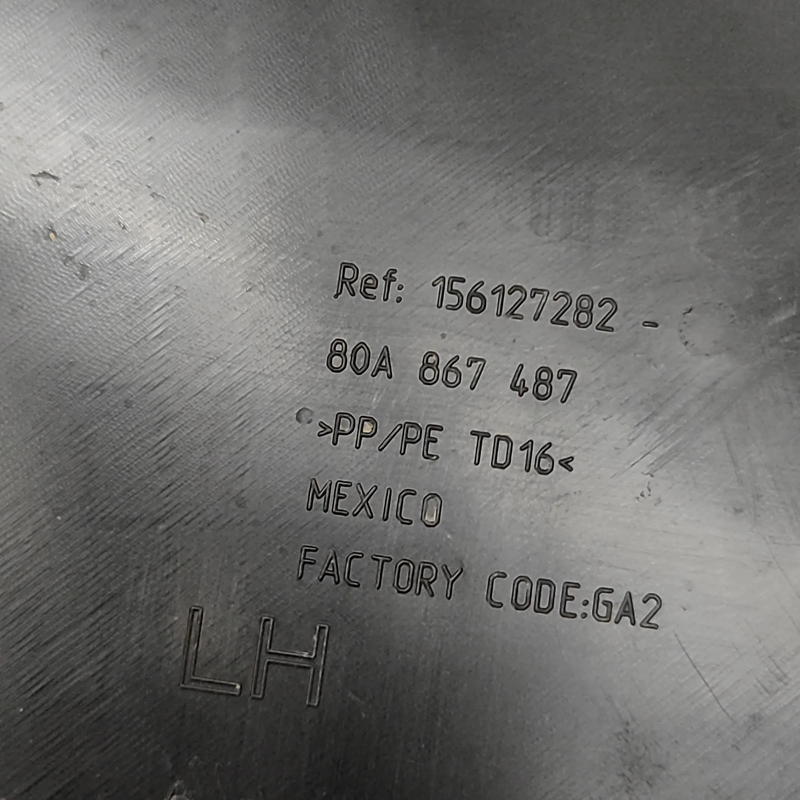 Ref: 156127282 -
80A 867 487
>PP/PE TD16<
MEXICO
FACTORY CODE:GA2
LH